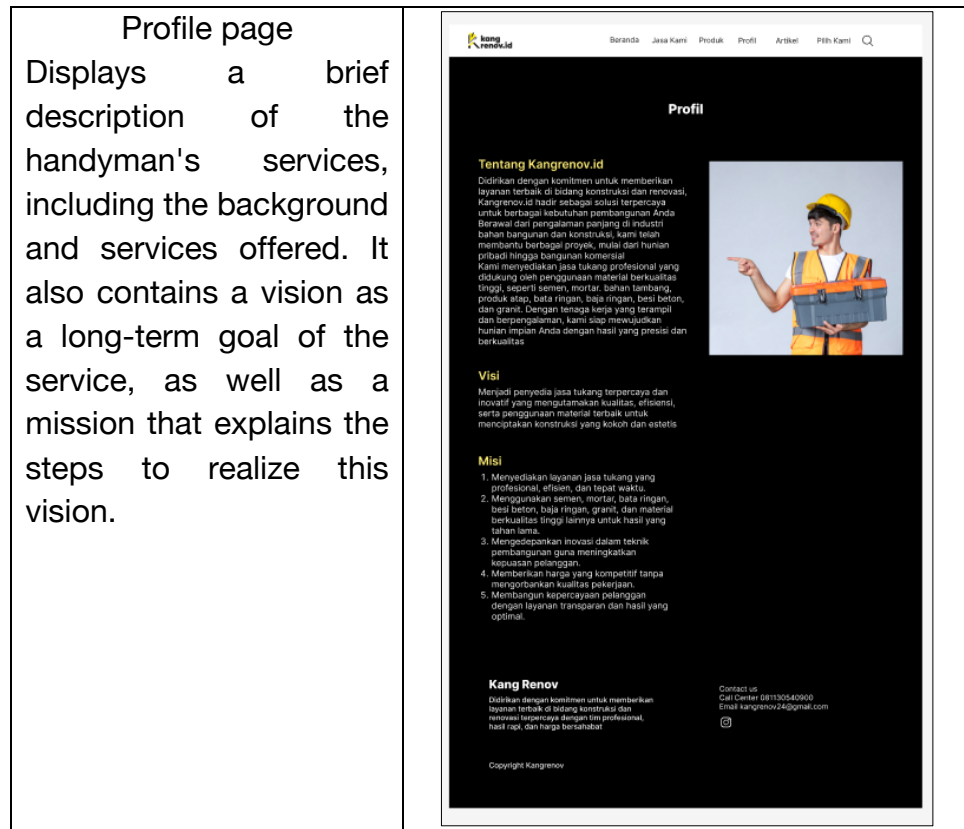 Profile page
Displays a brief
description of the
handyman's services,
including the background
and services offered. It
also contains a vision as
a long-term goal of the
service, as well as a
mission that explains the
steps to realize this
vision.
kang
renov.id
Beranda Jasa Kami Produk Profil Artikel Pilih Kami
Profil
Tentang Kangrenov.id
Didirikan dengan komitmen untuk memberikan
layanan terbaik di bidang konstruksi dan renovasi,
Kangrenov.id hadir sebagai solusi terpercaya
untuk berbagai kebutuhan pembangunan Anda
Berawal dari pengalaman panjang di industri
bahan bangunan dan konstruksi, kami telah
membantu berbagai proyek, mulai dari hunian
pribadi hingga bangunan komersial
Kami menyediakan jasa tukang profesional yang
didukung oleh penggunaan material berkualitas
tinggi, seperti semen, mortar. bahan tambang,
produk atap, bata ringan, baja ringan, besi beton,
dan granit. Dengan tenaga kerja yang terampil
dan berpengalaman, kami siap mewujudkan
hunian impian Anda dengan hasil yang presisi dan
berkualitas
Visi
Menjadi penyedia jasa tukang terpercaya dan
inovatif yang mengutamakan kualitas, efisiensi,
serta penggunaan material terbaik untuk
menciptakan konstruksi yang kokoh dan estetis
Misi
1. Menyediakan layanan jasa tukang yang
profesional, efisien, dan tepat waktu.
2. Menggunakan semen, mortar, bata ringan,
besi beton, baja ringan, granit, dan material
berkualitas tinggi lainnya untuk hasil yang
tahan lama.
3. Mengedepankan inovasi dalam teknik
pembangunan guna meningkatkan
kepuasan pelanggan.
4. Memberikan harga yang kompetitif tanpa
mengorbankan kualitas pekerjaan.
5. Membangun kepercayaan pelanggan
dengan layanan transparan dan hasil yang
optimal.
Kang Renov
Didirikan dengan komitmen untuk memberikan
layanan terbaik di bidang konstruksi dan
renovasi terpercaya dengan tim profesional,
hasil rapi, dan harga bersahabat
Contact us
Call Center 081130540900
Email kangrenov24@gmail.com
Copyright Kangrenov